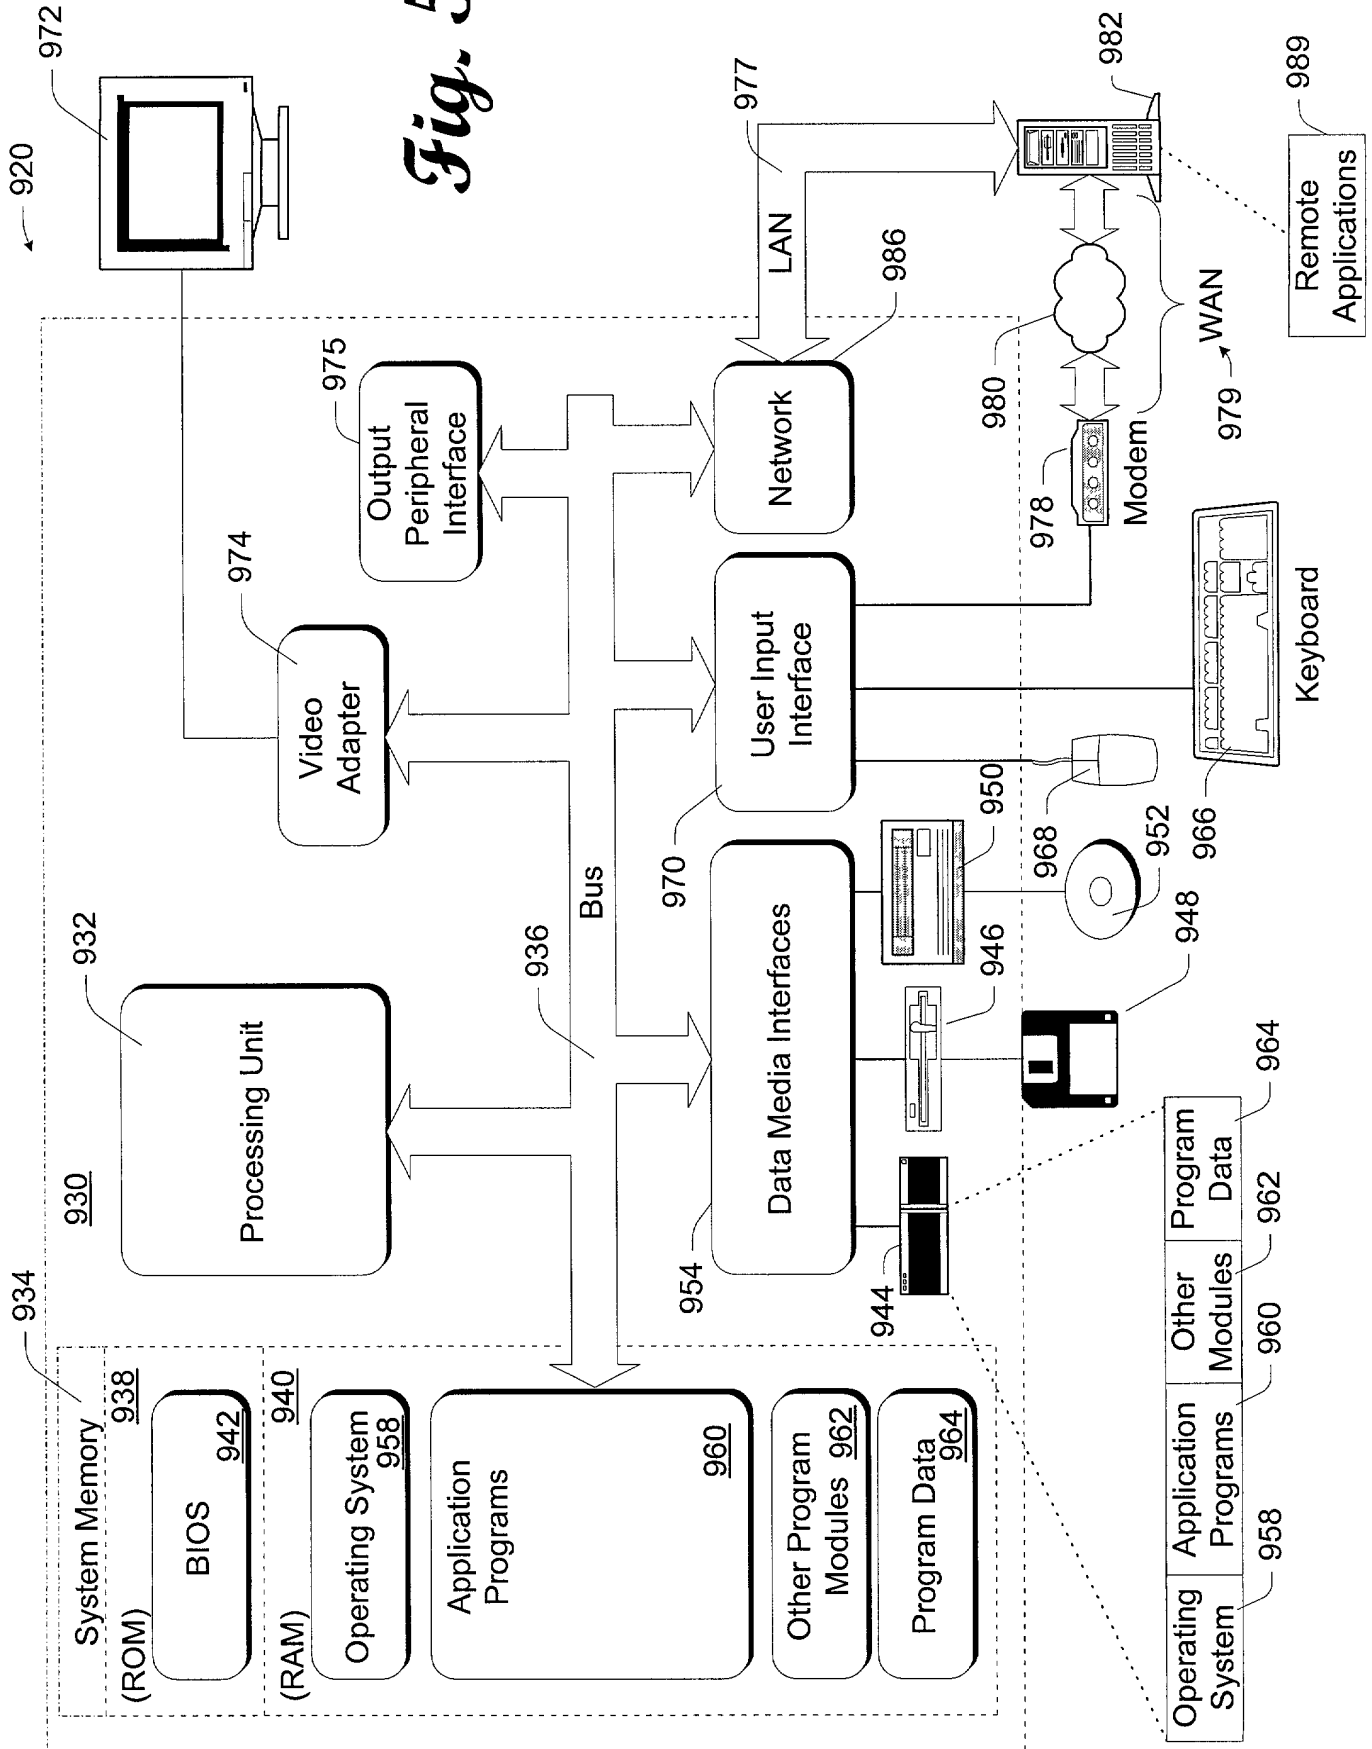 Fig. 5
920
972
930
934
System Memory
(ROM) 938
BIOS
942
(RAM) 940
Operating System
958
Application
Programs
960
Other Program
Modules 962
Program Data
964
932
Processing Unit
974
Video
Adapter
975
Output
Peripheral
Interface
936
Bus
954
Data Media Interfaces
970
User Input
Interface
Network
986
LAN
977
944
946
950
948
952
968
966
Keyboard
978
Modem
980
979
WAN
982
Remote
Applications
989
Operating
System
958
Application
Programs
960
Other
Modules
962
Program
Data
964